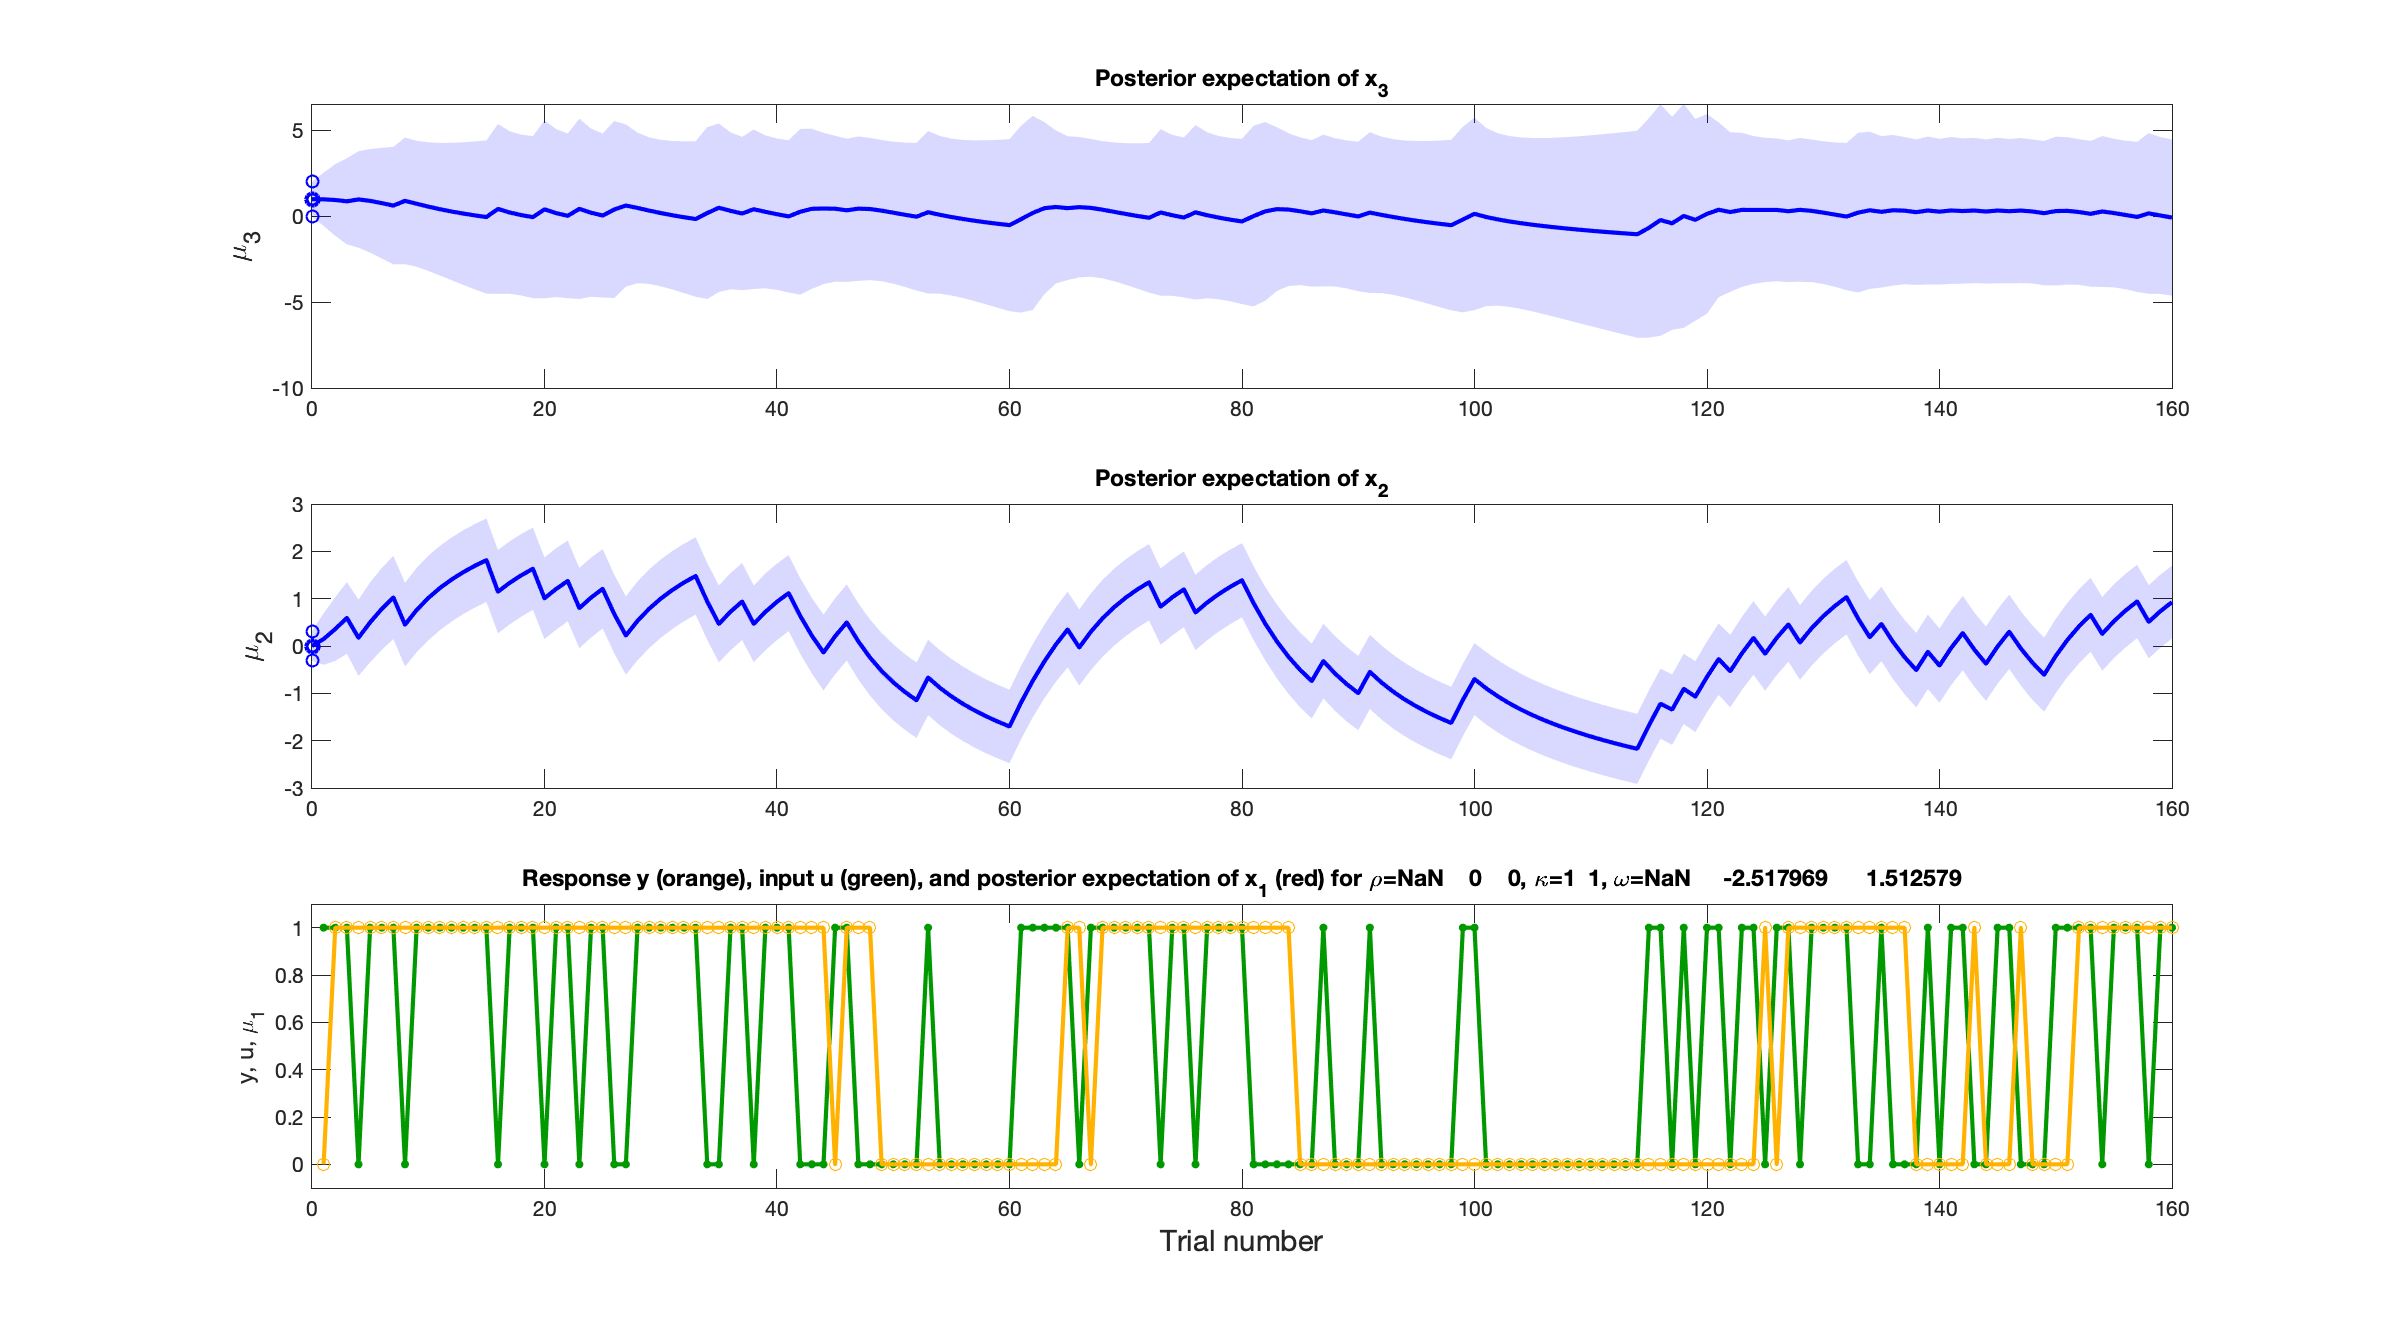 Posterior expectation of x3
5
0
-5
-10
μ3
0 20 40 60 80 100 120 140 160
Posterior expectation of x2
3
2
1
0
-1
-2
-3
μ2
0 20 40 60 80 100 120 140 160
Response y (orange), input u (green), and posterior expectation of x1 (red) for ρ=NaN 0 0, κ=1 1, ω=NaN -2.517969 1.512579
1
0.8
0.6
0.4
0.2
0
y, u, μ1
0 20 40 60 80 100 120 140 160
Trial number